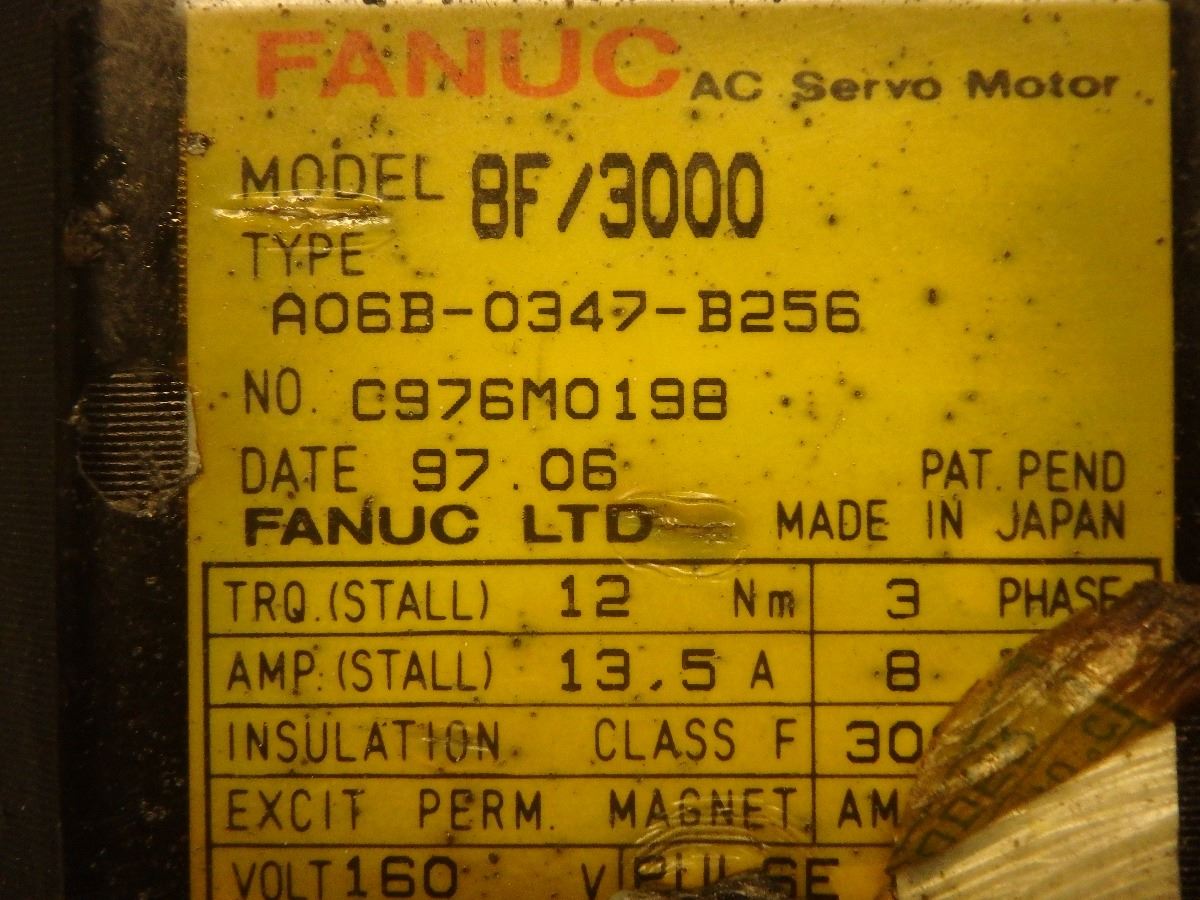 FANUC AC Servo Motor
MODEL 8F/3000
TYPE
A06B-0347-B256
NO. C976M0198
DATE 97.06 PAT. PEND
FANUC LTD MADE IN JAPAN
TRQ.(STALL) 12 Nm 3 PHASE
AMP.(STALL) 13.5 A 8
INSULATION CLASS F
EXCIT PERM. MAGNET
VOLT 160 V